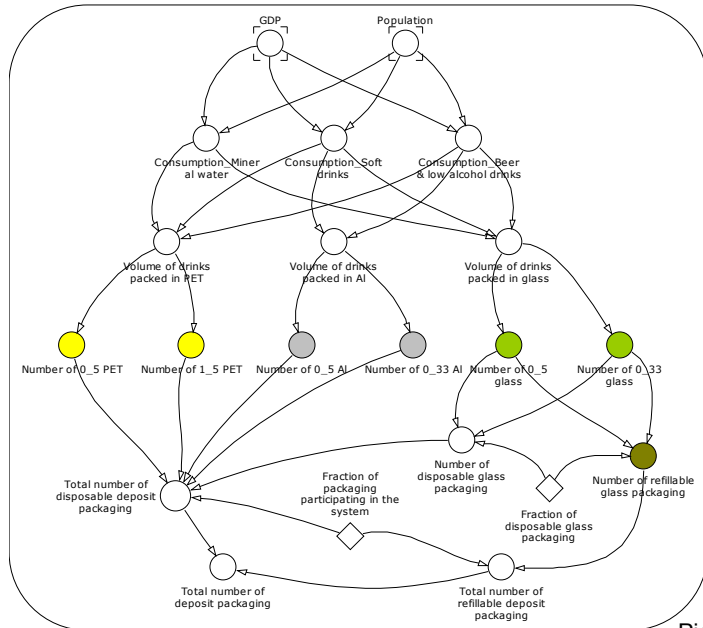 GDP
Population
Consumption_Miner
al water
Consumption_Soft
drinks
Consumption_Beer
& low alcohol drinks
Volume of drinks
packed in PET
Volume of drinks
packed in Al
Volume of drinks
packed in glass
Number of 0_5 PET
Number of 1_5 PET
Number of 0_5 Al
Number of 0_33 Al
Number of 0_5
glass
Number of 0_33
glass
Total number of
disposable deposit
packaging
Fraction of
packaging
participating in the
system
Number of
disposable glass
packaging
Fraction of
disposable glass
packaging
Number of refillable
glass packaging
Total number of
deposit packaging
Total number of
refillable deposit
packaging